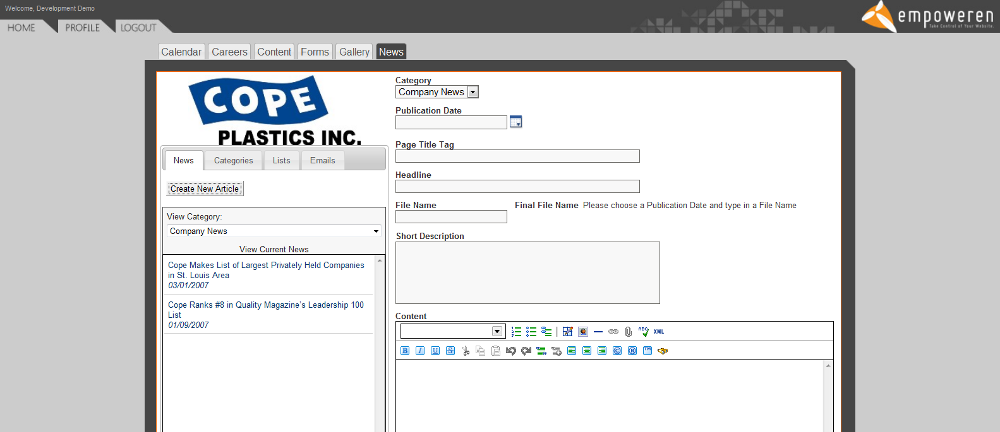 Welcome, Development Demo
HOME
PROFILE
LOGOUT
empoweren
Take Control of Your Website.
Calendar
Careers
Content
Forms
Gallery
News
COPE
PLASTICS INC.
News
Categories
Lists
Emails
Create New Article
View Category:
Company News
View Current News
Cope Makes List of Largest Privately Held Companies
in St. Louis Area
03/01/2007
Cope Ranks #8 in Quality Magazine's Leadership 100
List
01/09/2007
Category
Company News
Publication Date
Page Title Tag
Headline
File Name
Final File Name Please choose a Publication Date and type in a File Name
Short Description
Content
ABC
XML
B I U S © ® TM